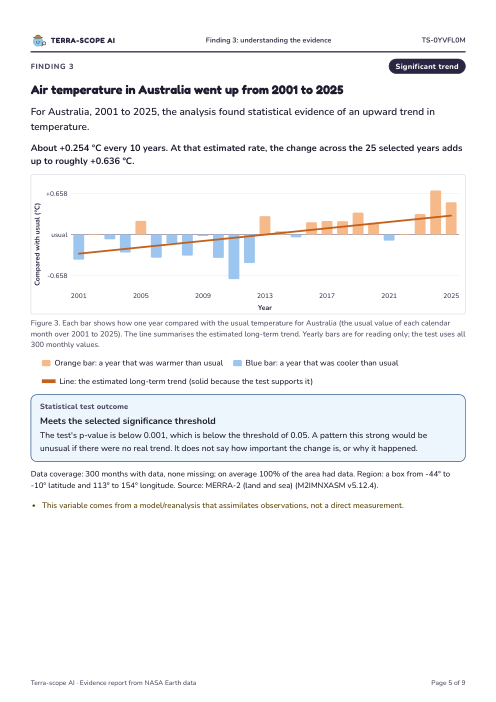 TERRA-SCOPE AI
Finding 3: understanding the evidence
TS-0YVFL0M
FINDING 3
Significant trend
Air temperature in Australia went up from 2001 to 2025
For Australia, 2001 to 2025, the analysis found statistical evidence of an upward trend in
temperature.
About +0.254 °C every 10 years. At that estimated rate, the change across the 25 selected years adds
up to roughly +0.636 °C.
Compared with usual (°C)
+0.658
usual
-0.658
2001 2005 2009 2013 2017 2021 2025
Year
Figure 3. Each bar shows how one year compared with the usual temperature for Australia (the usual value of each calendar
month over 2001 to 2025). The line summarises the estimated long-term trend. Yearly bars are for reading only; the test uses all
300 monthly values.
Orange bar: a year that was warmer than usual
Blue bar: a year that was cooler than usual
Line: the estimated long-term trend (solid because the test supports it)
Statistical test outcome
Meets the selected significance threshold
The test's p-value is below 0.001, which is below the threshold of 0.05. A pattern this strong would be
unusual if there were no real trend. It does not say how important the change is, or why it happened.
Data coverage: 300 months with data, none missing; on average 100% of the area had data. Region: a box from -44° to
-10° latitude and 113° to 154° longitude. Source: MERRA-2 (land and sea) (M2IMNXASM v5.12.4).
• This variable comes from a model/reanalysis that assimilates observations, not a direct measurement.
Terra-scope AI · Evidence report from NASA Earth data
Page 5 of 9